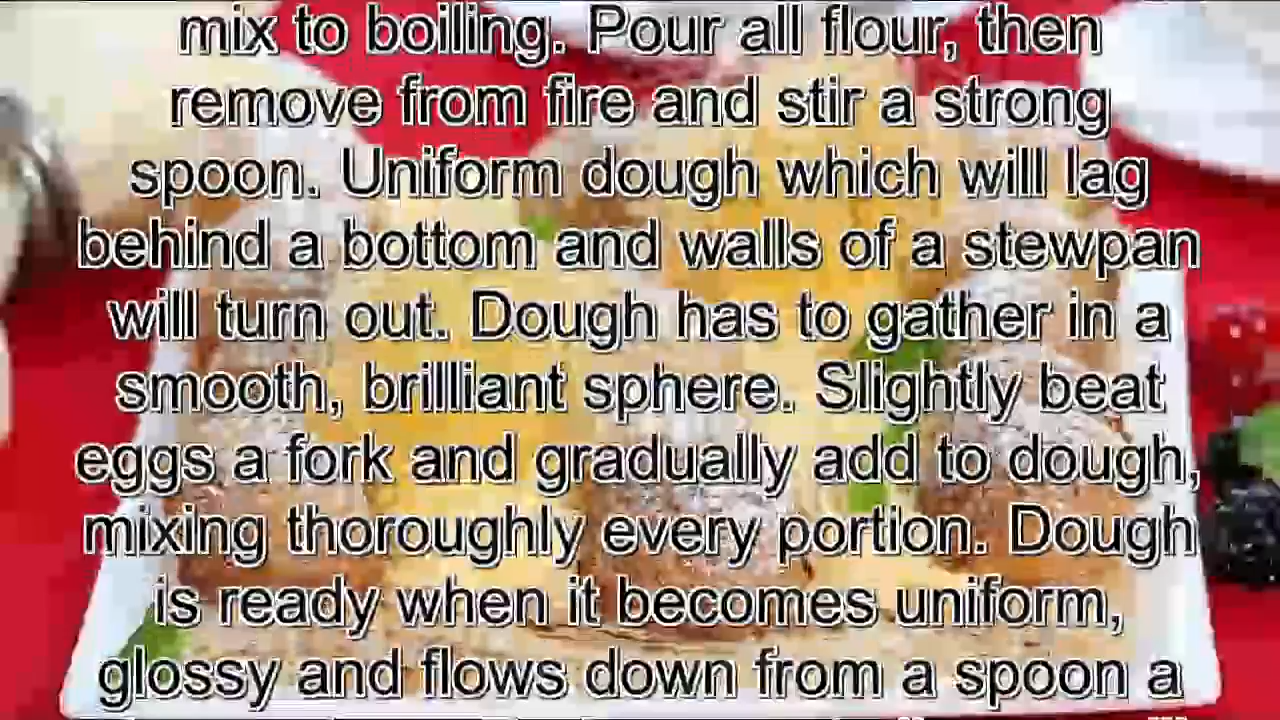 mix to boiling. Pour all flour, then
remove from fire and stir a strong
spoon. Uniform dough which will lag
behind a bottom and walls of a stewpan
will turn out. Dough has to gather in a
smooth, brilliant sphere. Slightly beat
eggs a fork and gradually add to dough,
mixing thoroughly every portion. Dough
is ready when it becomes uniform,
glossy and flows down from a spoon a